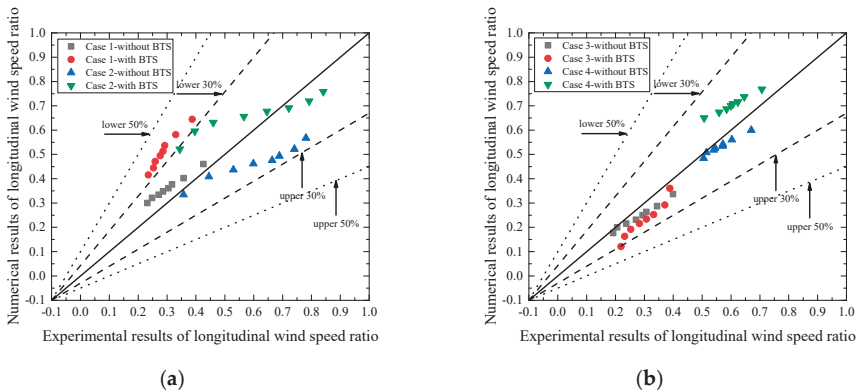 1.0
0.9
0.8
0.7
0.6
0.5
0.4
0.3
0.2
0.1
0.0
-0.1
Numerical results of longitudinal wind speed ratio
Case 1-without BTS
Case 1-with BTS
Case 2-without BTS
Case 2-with BTS
lower 30%
lower 50%
upper 30%
upper 50%
-0.1 0.0 0.1 0.2 0.3 0.4 0.5 0.6 0.7 0.8 0.9 1.0
Experimental results of longitudinal wind speed ratio
(a)
1.0
0.9
0.8
0.7
0.6
0.5
0.4
0.3
0.2
0.1
0.0
-0.1
Numerical results of longitudinal wind speed ratio
Case 3-without BTS
Case 3-with BTS
Case 4-without BTS
Case 4-with BTS
lower 30%
lower 50%
upper 30%
upper 50%
-0.1 0.0 0.1 0.2 0.3 0.4 0.5 0.6 0.7 0.8 0.9 1.0
Experimental results of longitudinal wind speed ratio
(b)